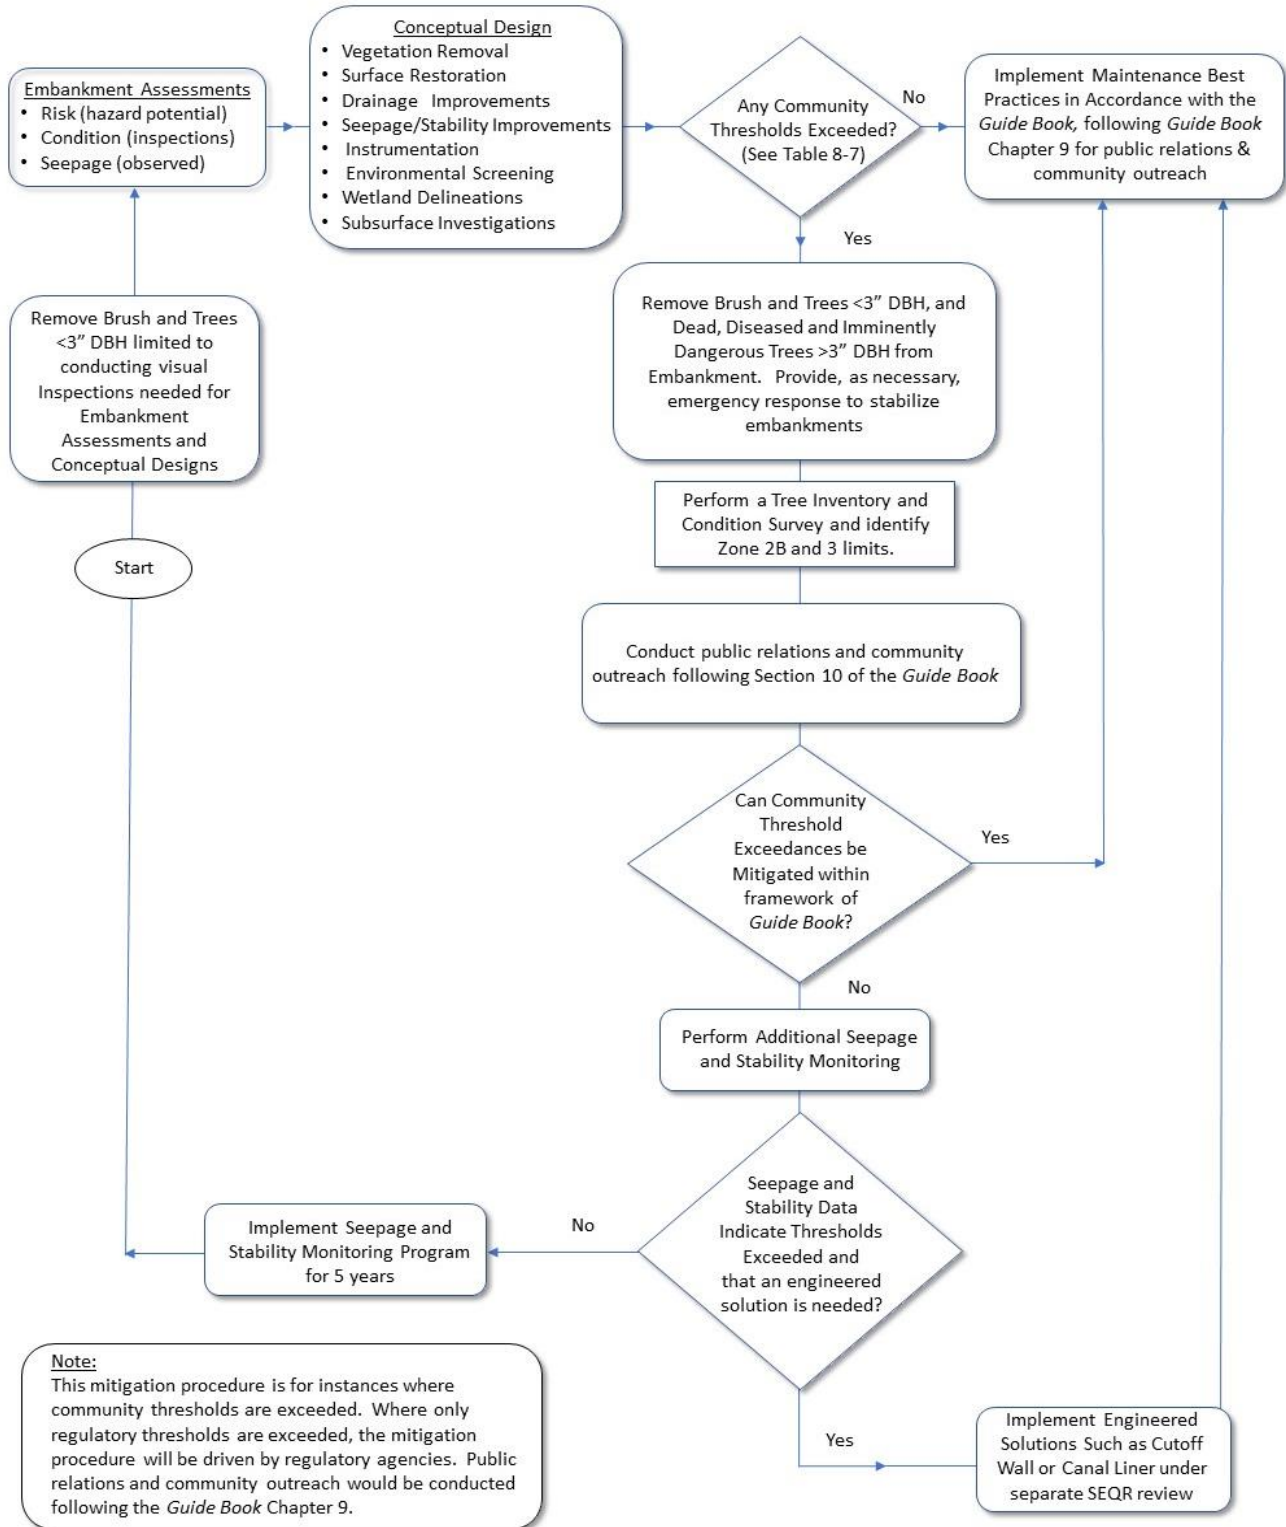 Conceptual Design
• Vegetation Removal
• Surface Restoration
• Drainage Improvements
• Seepage/Stability Improvements
• Instrumentation
• Environmental Screening
• Wetland Delineations
• Subsurface Investigations
Embankment Assessments
• Risk (hazard potential)
• Condition (inspections)
• Seepage (observed)
Any Community
Thresholds Exceeded?
(See Table 8-7)
No
Implement Maintenance Best
Practices in Accordance with the
Guide Book, following Guide Book
Chapter 9 for public relations &
community outreach
Yes
Remove Brush and Trees
<3” DBH limited to
conducting visual
Inspections needed for
Embankment
Assessments and
Conceptual Designs
Start
Remove Brush and Trees <3” DBH, and
Dead, Diseased and Imminently
Dangerous Trees >3” DBH from
Embankment. Provide, as necessary,
emergency response to stabilize
embankments
Perform a Tree Inventory and
Condition Survey and identify
Zone 2B and 3 limits.
Conduct public relations and community
outreach following Section 10 of the Guide Book
Can Community
Threshold
Exceedances be
Mitigated within
framework of
Guide Book?
Yes
No
Perform Additional Seepage
and Stability Monitoring
Seepage and
Stability Data
Indicate Thresholds
Exceeded and
that an engineered
solution is needed?
No
Implement Seepage and
Stability Monitoring Program
for 5 years
Yes
Implement Engineered
Solutions Such as Cutoff
Wall or Canal Liner under
separate SEQR review
Note:
This mitigation procedure is for instances where
community thresholds are exceeded. Where only
regulatory thresholds are exceeded, the mitigation
procedure will be driven by regulatory agencies. Public
relations and community outreach would be conducted
following the Guide Book Chapter 9.